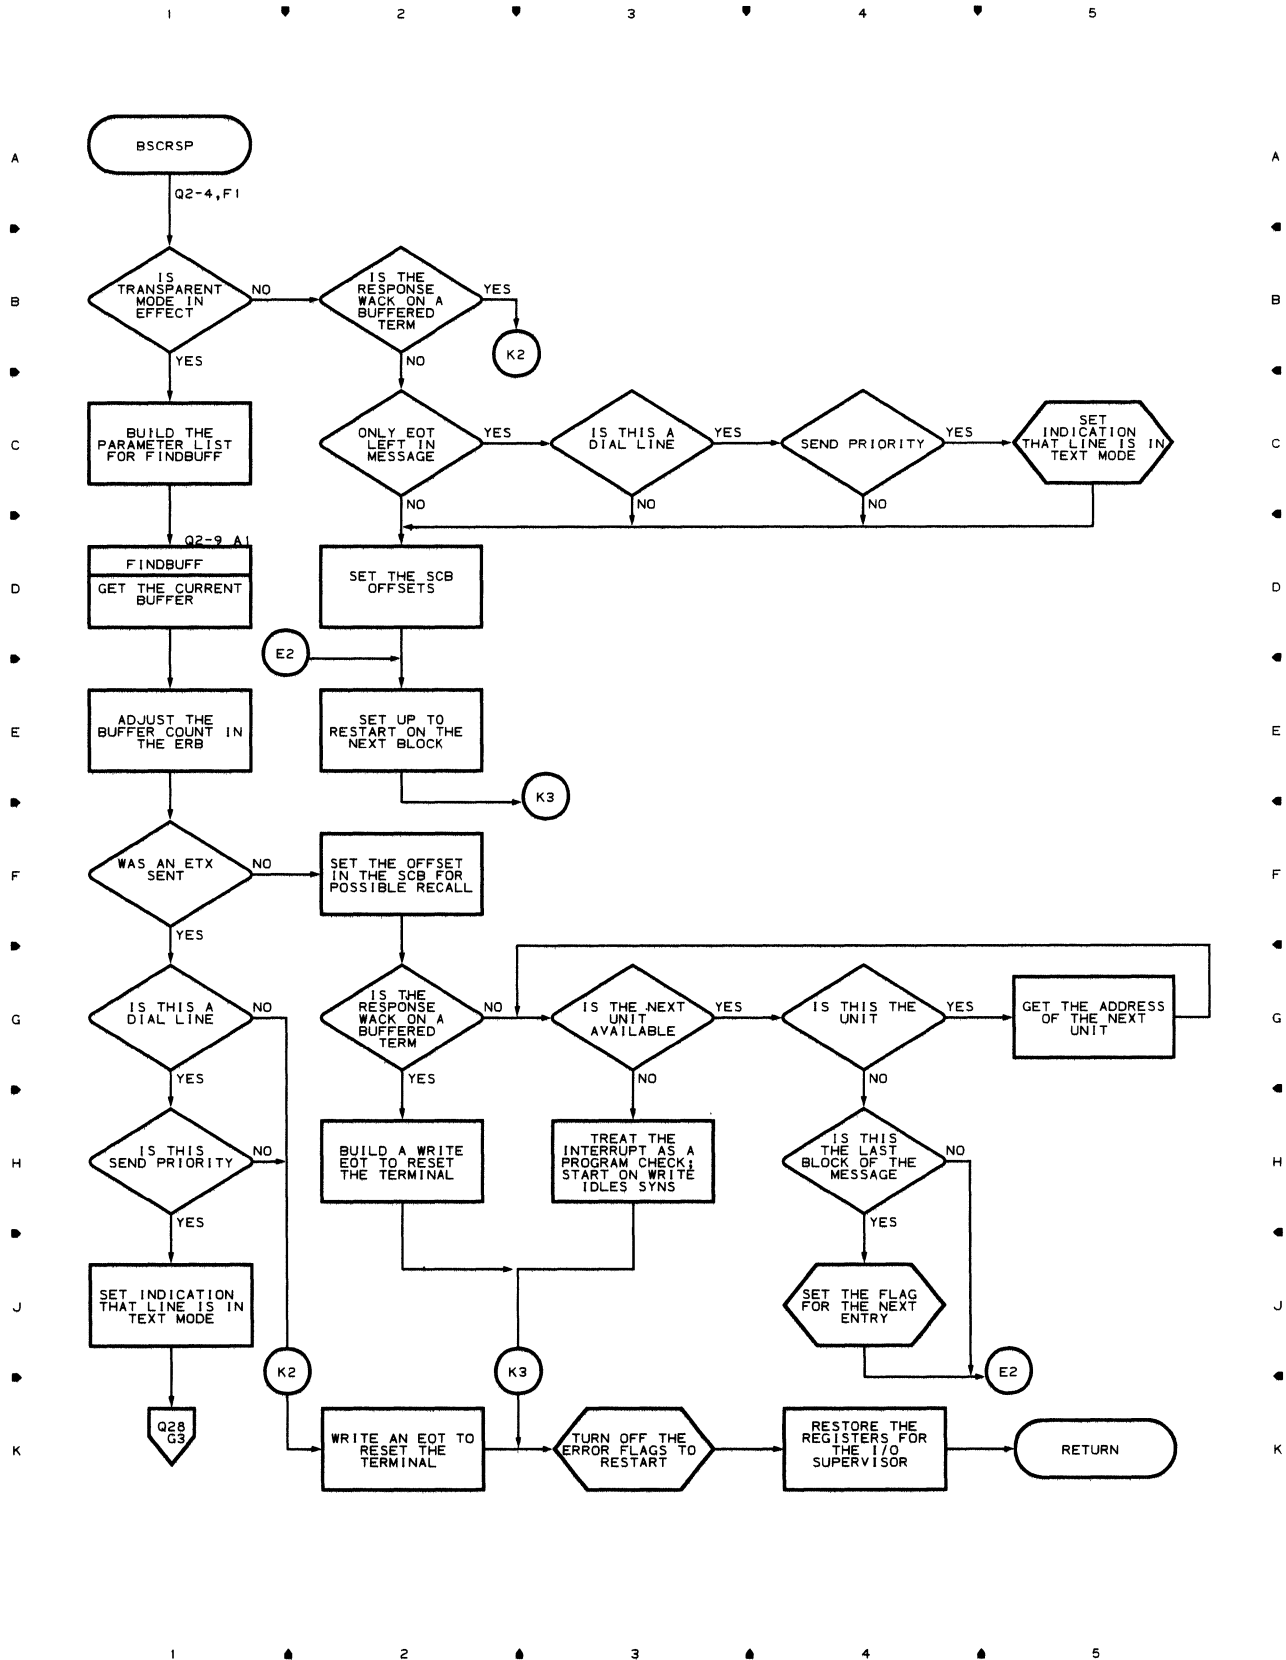 1 2 3 4 5
A A
BSCRSP
Q2-4,F1
B B
IS
TRANSPARENT
MODE IN
EFFECT
NO
YES
IS THE
RESPONSE
WACK ON A
BUFFERED
TERM
YES
NO
K2
C C
BUILD THE
PARAMETER LIST
FOR FINDBUFF
ONLY EOT
LEFT IN
MESSAGE
YES
NO
IS THIS A
DIAL LINE
YES
NO
SEND PRIORITY
YES
NO
SET
INDICATION
THAT LINE IS IN
TEXT MODE
D D
Q2-9 A1
FINDBUFF
GET THE CURRENT
BUFFER
SET THE SCB
OFFSETS
E2
E E
ADJUST THE
BUFFER COUNT IN
THE ERB
SET UP TO
RESTART ON THE
NEXT BLOCK
K3
F F
WAS AN ETX
SENT
NO
YES
SET THE OFFSET
IN THE SCB FOR
POSSIBLE RECALL
G G
IS THIS A
DIAL LINE
NO
YES
IS THE
RESPONSE
WACK ON A
BUFFERED
TERM
NO
YES
IS THE NEXT
UNIT
AVAILABLE
YES
NO
IS THIS THE
UNIT
YES
NO
GET THE ADDRESS
OF THE NEXT
UNIT
H H
IS THIS
SEND PRIORITY
NO
YES
BUILD A WRITE
EOT TO RESET
THE TERMINAL
TREAT THE
INTERRUPT AS A
PROGRAM CHECK;
START ON WRITE
IDLES SYNS
IS THIS
THE LAST
BLOCK OF THE
MESSAGE
NO
YES
J J
SET INDICATION
THAT LINE IS IN
TEXT MODE
SET THE FLAG
FOR THE NEXT
ENTRY
K2
K3
E2
K K
Q28
G3
WRITE AN EOT TO
RESET THE
TERMINAL
TURN OFF THE
ERROR FLAGS TO
RESTART
RESTORE THE
REGISTERS FOR
THE I/O
SUPERVISOR
RETURN
1 2 3 4 5